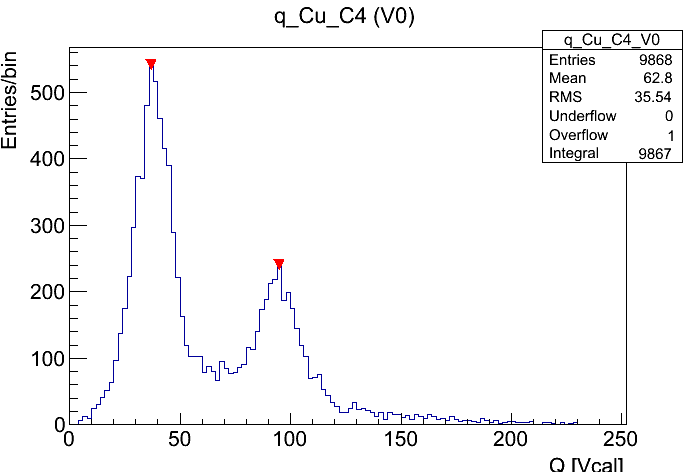 q_Cu_C4 (V0)
q_Cu_C4_V0
Entries 9868
Mean 62.8
RMS 35.54
Underflow 0
Overflow 1
Integral 9867
Entries/bin
500
400
300
200
100
0
0 50 100 150 200 250
Q [Vcal]